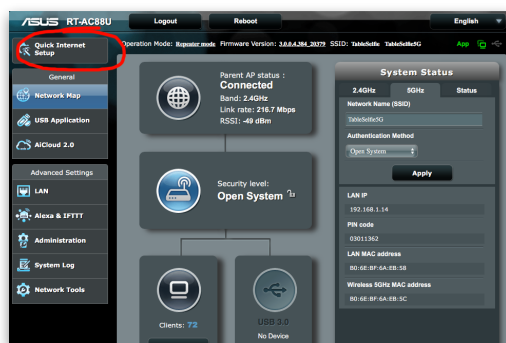 ASUS RT-AC88U
Logout
Reboot
English
Quick Internet
Setup
Operation Mode: Repeater mode Firmware Version: 3.0.0.4.384_20379 SSID: TableSelfie TableSelfie5G
App
General
Network Map
USB Application
AiCloud 2.0
Advanced Settings
LAN
Alexa & IFTTT
Administration
System Log
Network Tools
Parent AP status :
Connected
Band: 2.4GHz
Link rate: 216.7 Mbps
RSSI: -49 dBm
Security level:
Open System
Clients: 72
USB 3.0
No Device
System Status
2.4GHz
5GHz
Status
Network Name (SSID)
TableSelfie5G
Authentication Method
Open System
Apply
LAN IP
192.168.1.14
PIN code
03011362
LAN MAC address
B0:6E:BF:6A:EB:58
Wireless 5GHz MAC address
B0:6E:BF:6A:EB:5C